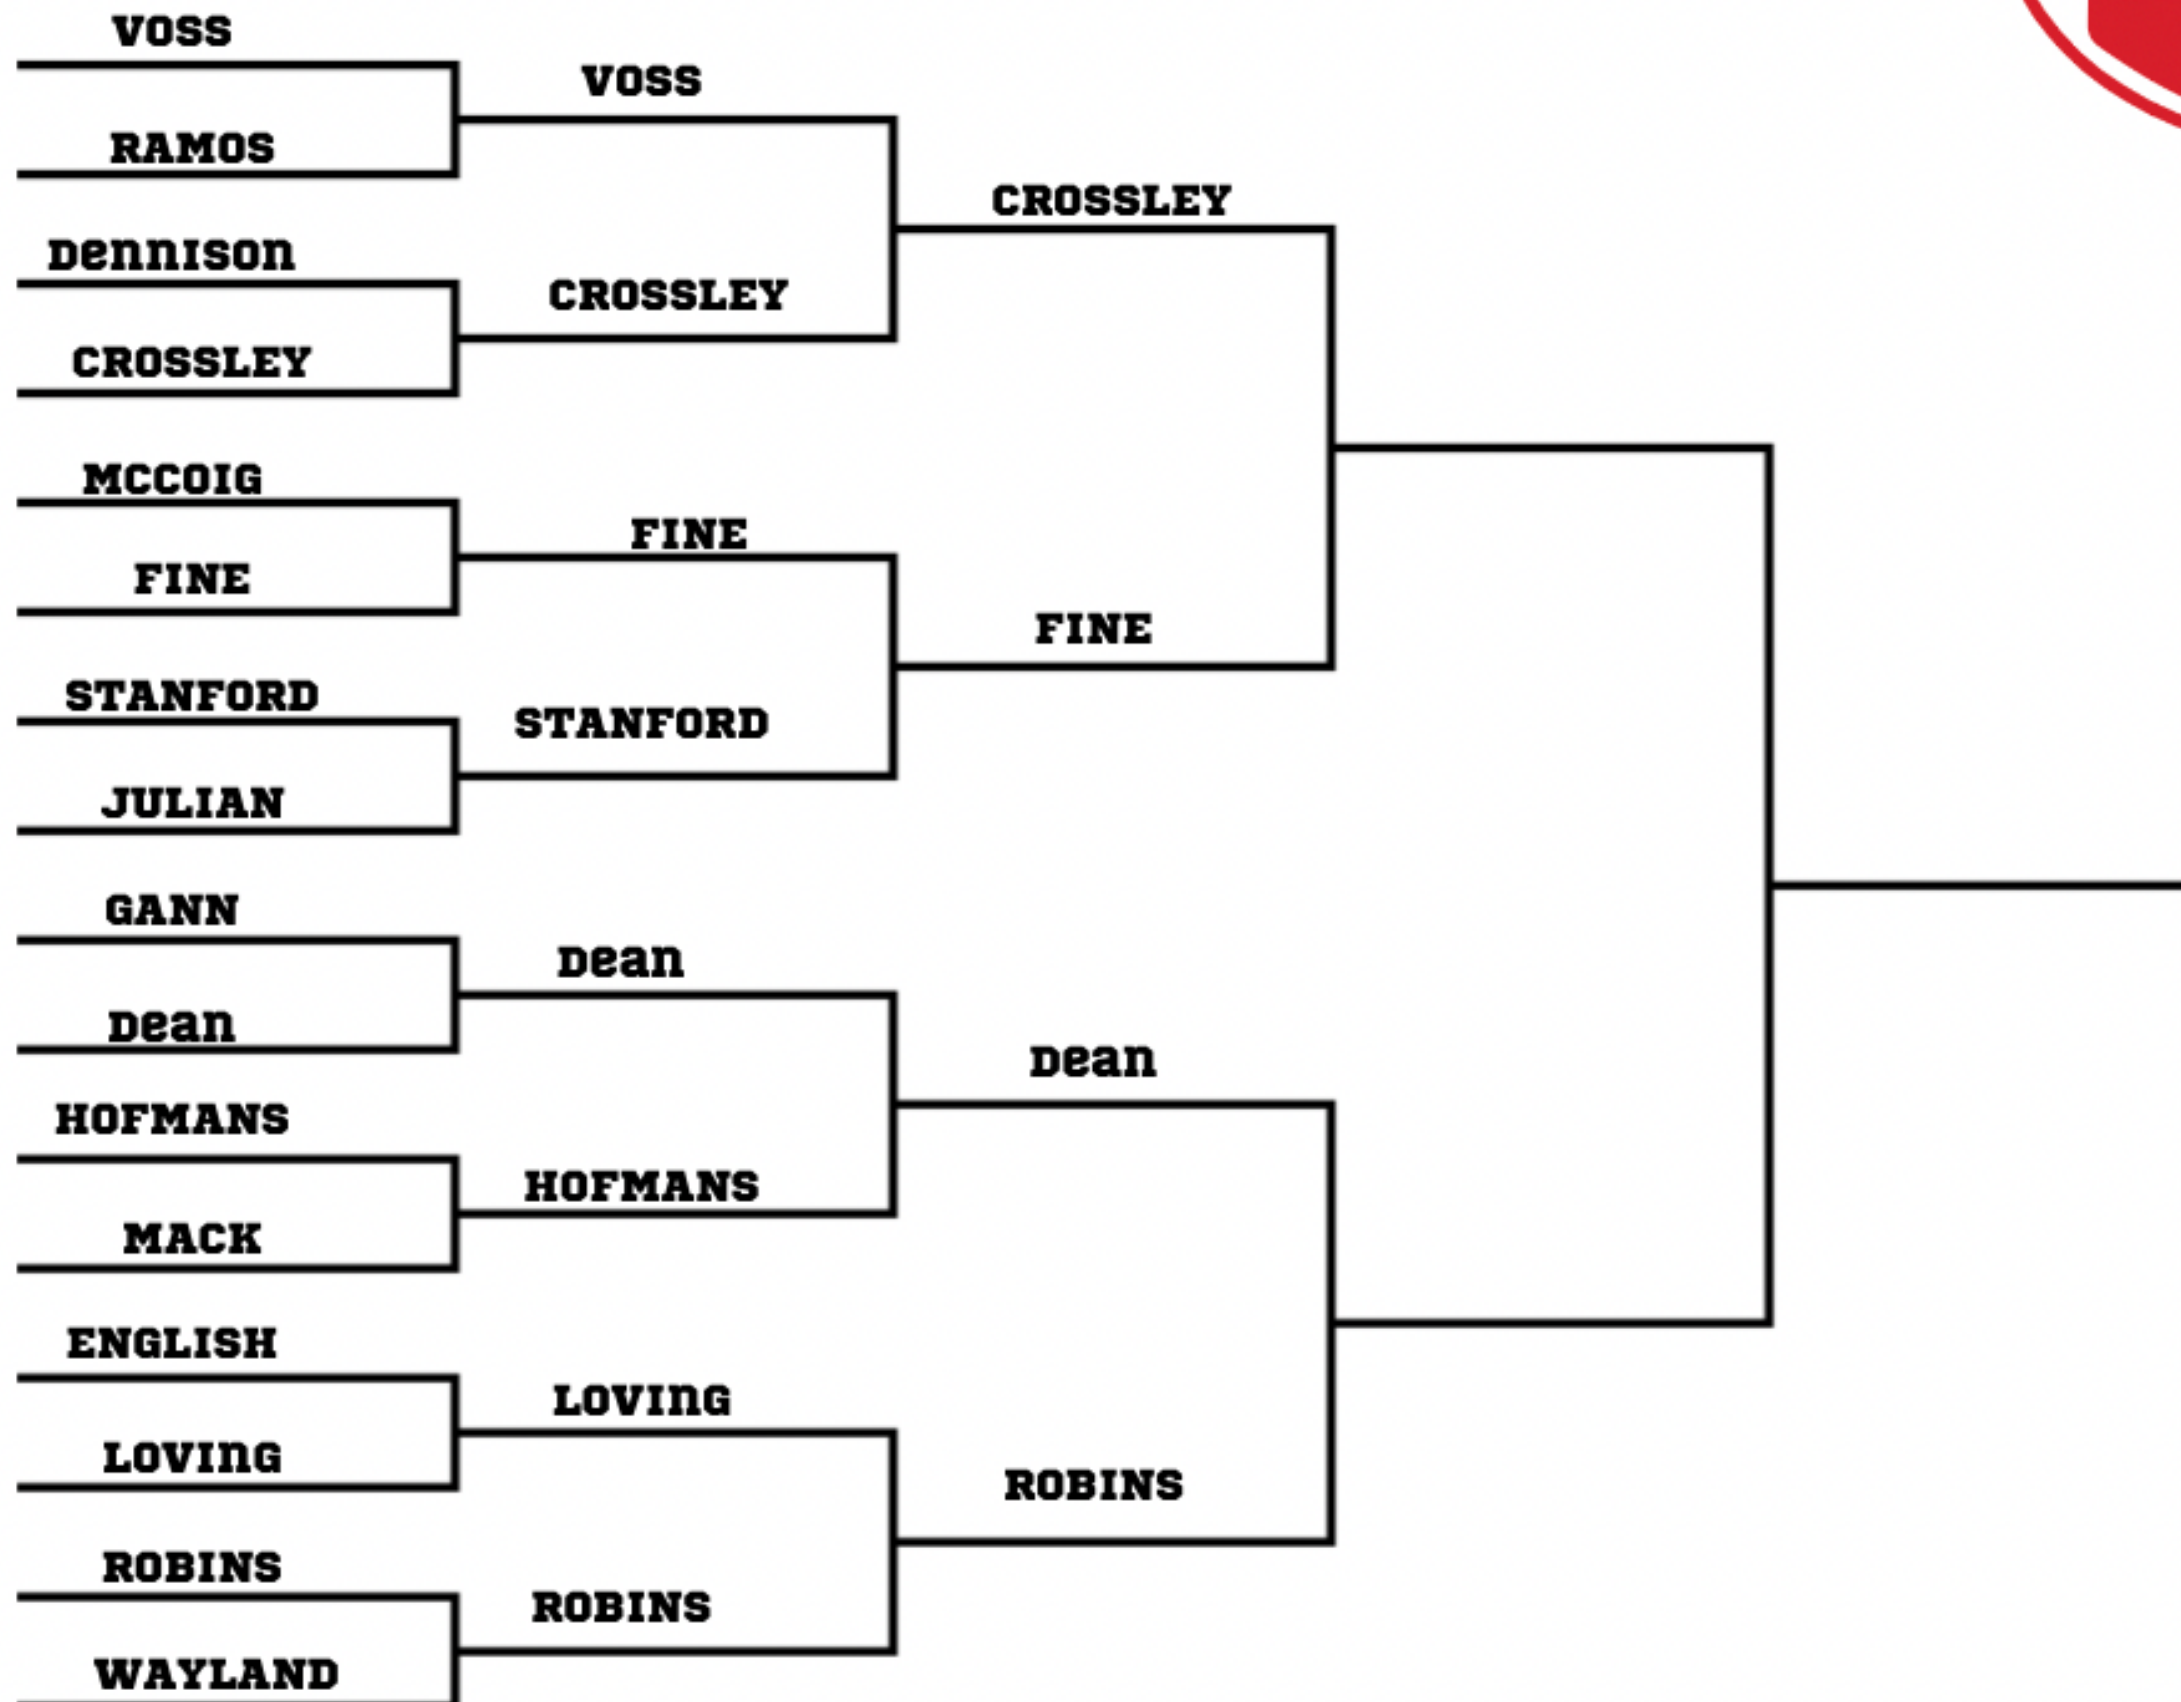 VOSS
RAMOS
Dennison
CROSSLEY
MCCOIG
FINE
STANFORD
JULIAN
GANN
Dean
HOFMANS
MACK
ENGLISH
LOVInG
ROBINS
WAYLAND
VOSS
CROSSLEY
FINE
STANFORD
Dean
HOFMANS
LOVInG
ROBINS
CROSSLEY
FINE
Dean
ROBINS